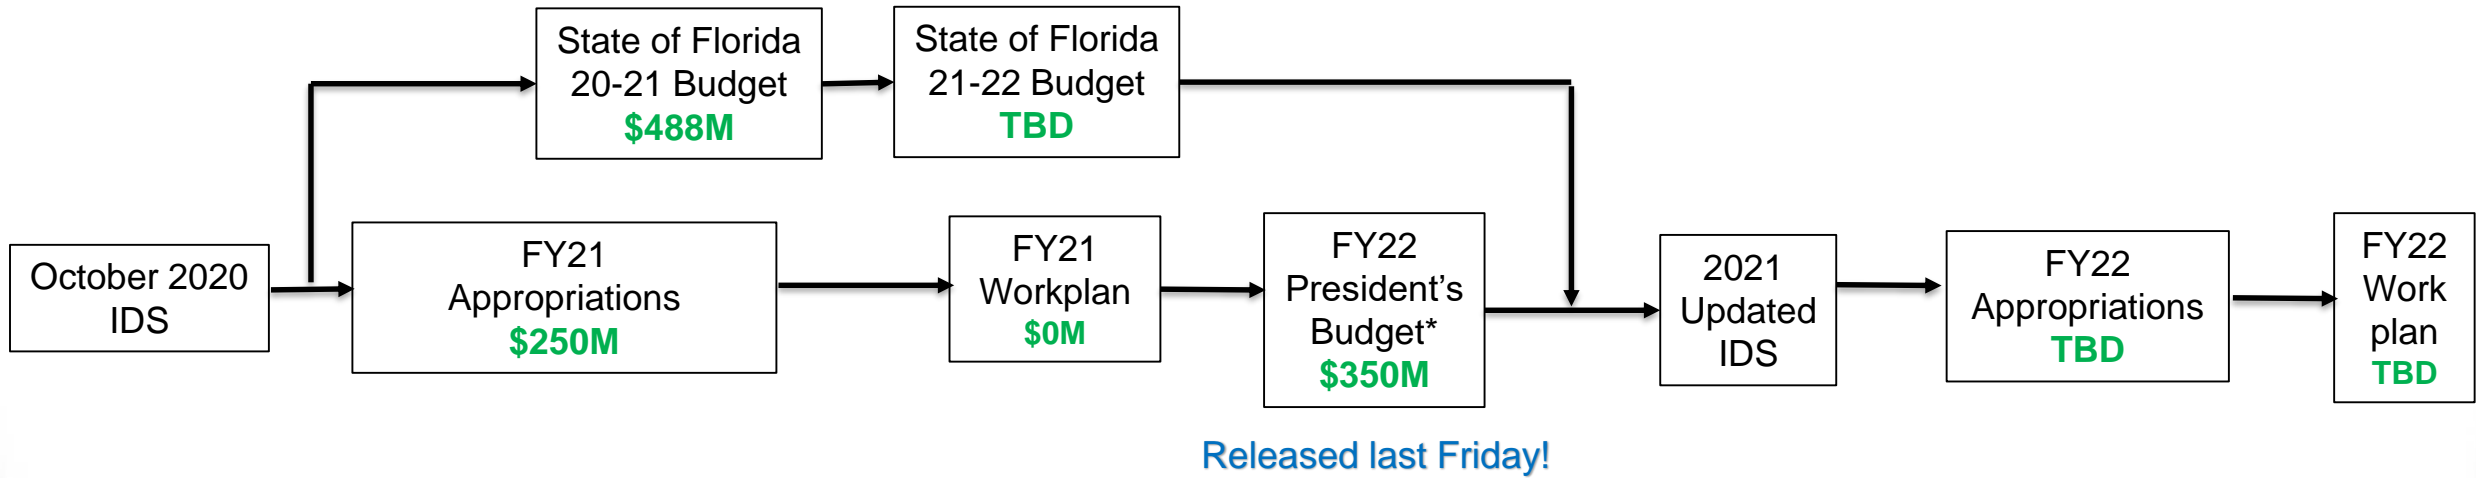 State of Florida
20-21 Budget
$488M
State of Florida
21-22 Budget
TBD
October 2020
IDS
FY21
Appropriations
$250M
FY21
Workplan
$0M
FY22
President’s
Budget*
$350M
2021
Updated
IDS
FY22
Appropriations
TBD
FY22
Work
plan
TBD
Released last Friday!